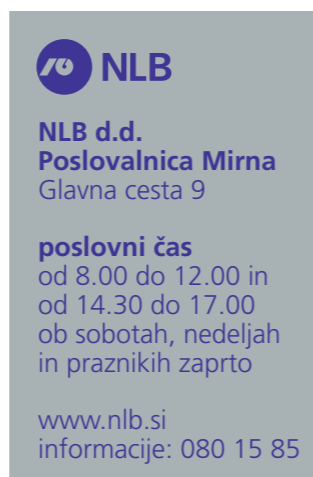 NLB
NLB d.d.
Poslovalnica Mirna
Glavna cesta 9
poslovni čas
od 8.00 do 12.00 in
od 14.30 do 17.00
ob sobotah, nedeljah
in praznikih zaprto
www.nlb.si
informacije: 080 15 85